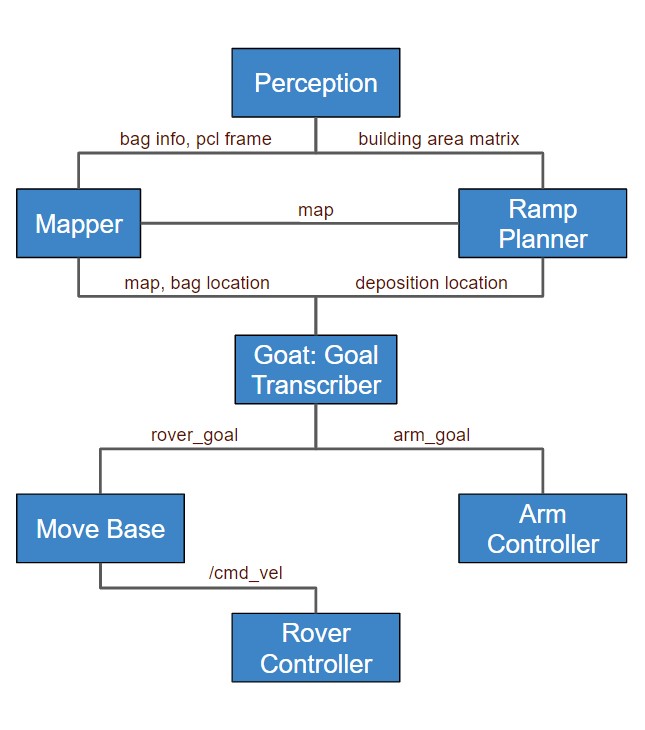 Perception
bag info, pcl frame
building area matrix
Mapper
map
Ramp
Planner
map, bag location
deposition location
Goat: Goal
Transcriber
rover_goal
arm_goal
Move Base
Arm
Controller
/cmd_vel
Rover
Controller